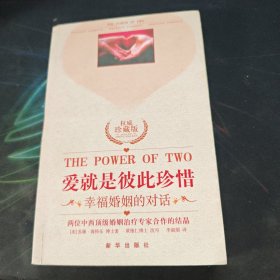 THE POWER OF TWO
权威
珍藏版
THE POWER OF TWO
爱就是彼此珍惜
幸福婚姻的对话
两位中西顶级婚姻治疗专家合作的结晶
新华出版社